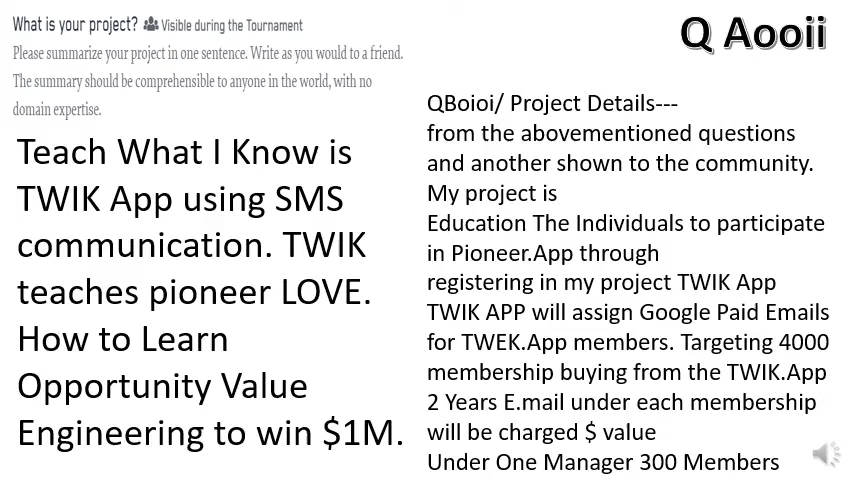 What is your project? Visible during the Tournament
Please summarize your project in one sentence. Write as you would to a friend.
The summary should be comprehensible to anyone in the world, with no
domain expertise.
Teach What I Know is
TWIK App using SMS
communication. TWIK
teaches pioneer LOVE.
How to Learn
Opportunity Value
Engineering to win $1M.
Q Aooii
QBoioi/ Project Details---
from the abovementioned questions
and another shown to the community.
My project is
Education The Individuals to participate
in Pioneer.App through
registering in my project TWIK App
TWIK APP will assign Google Paid Emails
for TWEK.App members. Targeting 4000
membership buying from the TWIK.App
2 Years E.mail under each membership
will be charged $ value
Under One Manager 300 Members